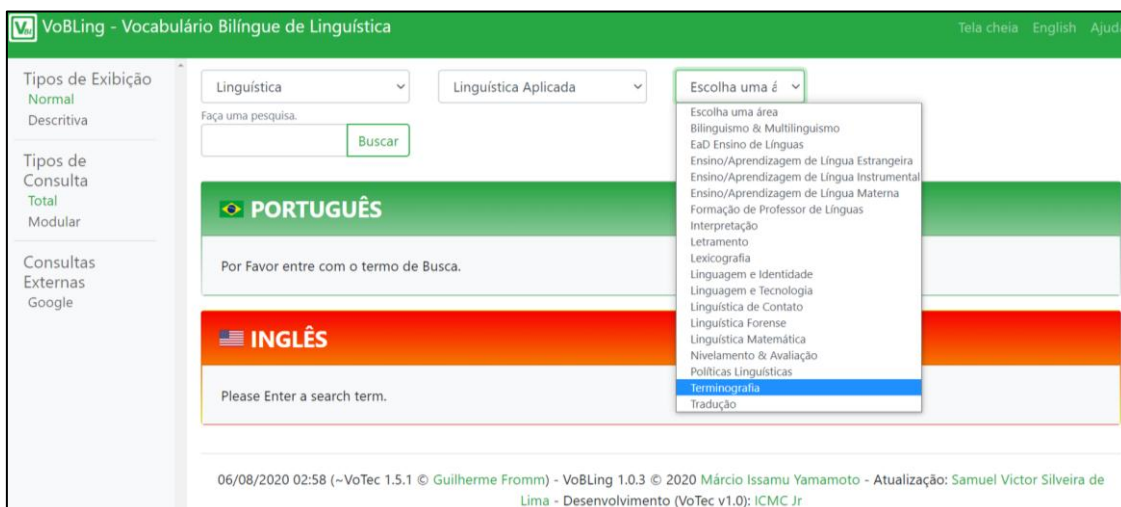 VoBLing - Vocabulário Bilíngue de Linguística
Tela cheia English Ajuda
Tipos de Exibição
Normal
Descritiva
Tipos de
Consulta
Total
Modular
Consultas
Externas
Google
Linguística
Linguística Aplicada
Escolha uma á
Faça uma pesquisa.
Buscar
Escolha uma área
Bilinguismo & Multilinguismo
EaD Ensino de Línguas
Ensino/Aprendizagem de Língua Estrangeira
Ensino/Aprendizagem de Língua Instrumental
Ensino/Aprendizagem de Língua Materna
Formação de Professor de Línguas
Interpretação
Letramento
Lexicografia
Linguagem e Identidade
Linguagem e Tecnologia
Linguística de Contato
Linguística Forense
Linguística Matemática
Nivelamento & Avaliação
Políticas Linguísticas
Terminografia
Tradução
PORTUGUÊS
Por Favor entre com o termo de Busca.
INGLÊS
Please Enter a search term.
06/08/2020 02:58 (~VoTec 1.5.1 © Guilherme Fromm) - VoBLing 1.0.3 © 2020 Márcio Issamu Yamamoto - Atualização: Samuel Victor Silveira de
Lima - Desenvolvimento (VoTec v1.0): ICMC Jr